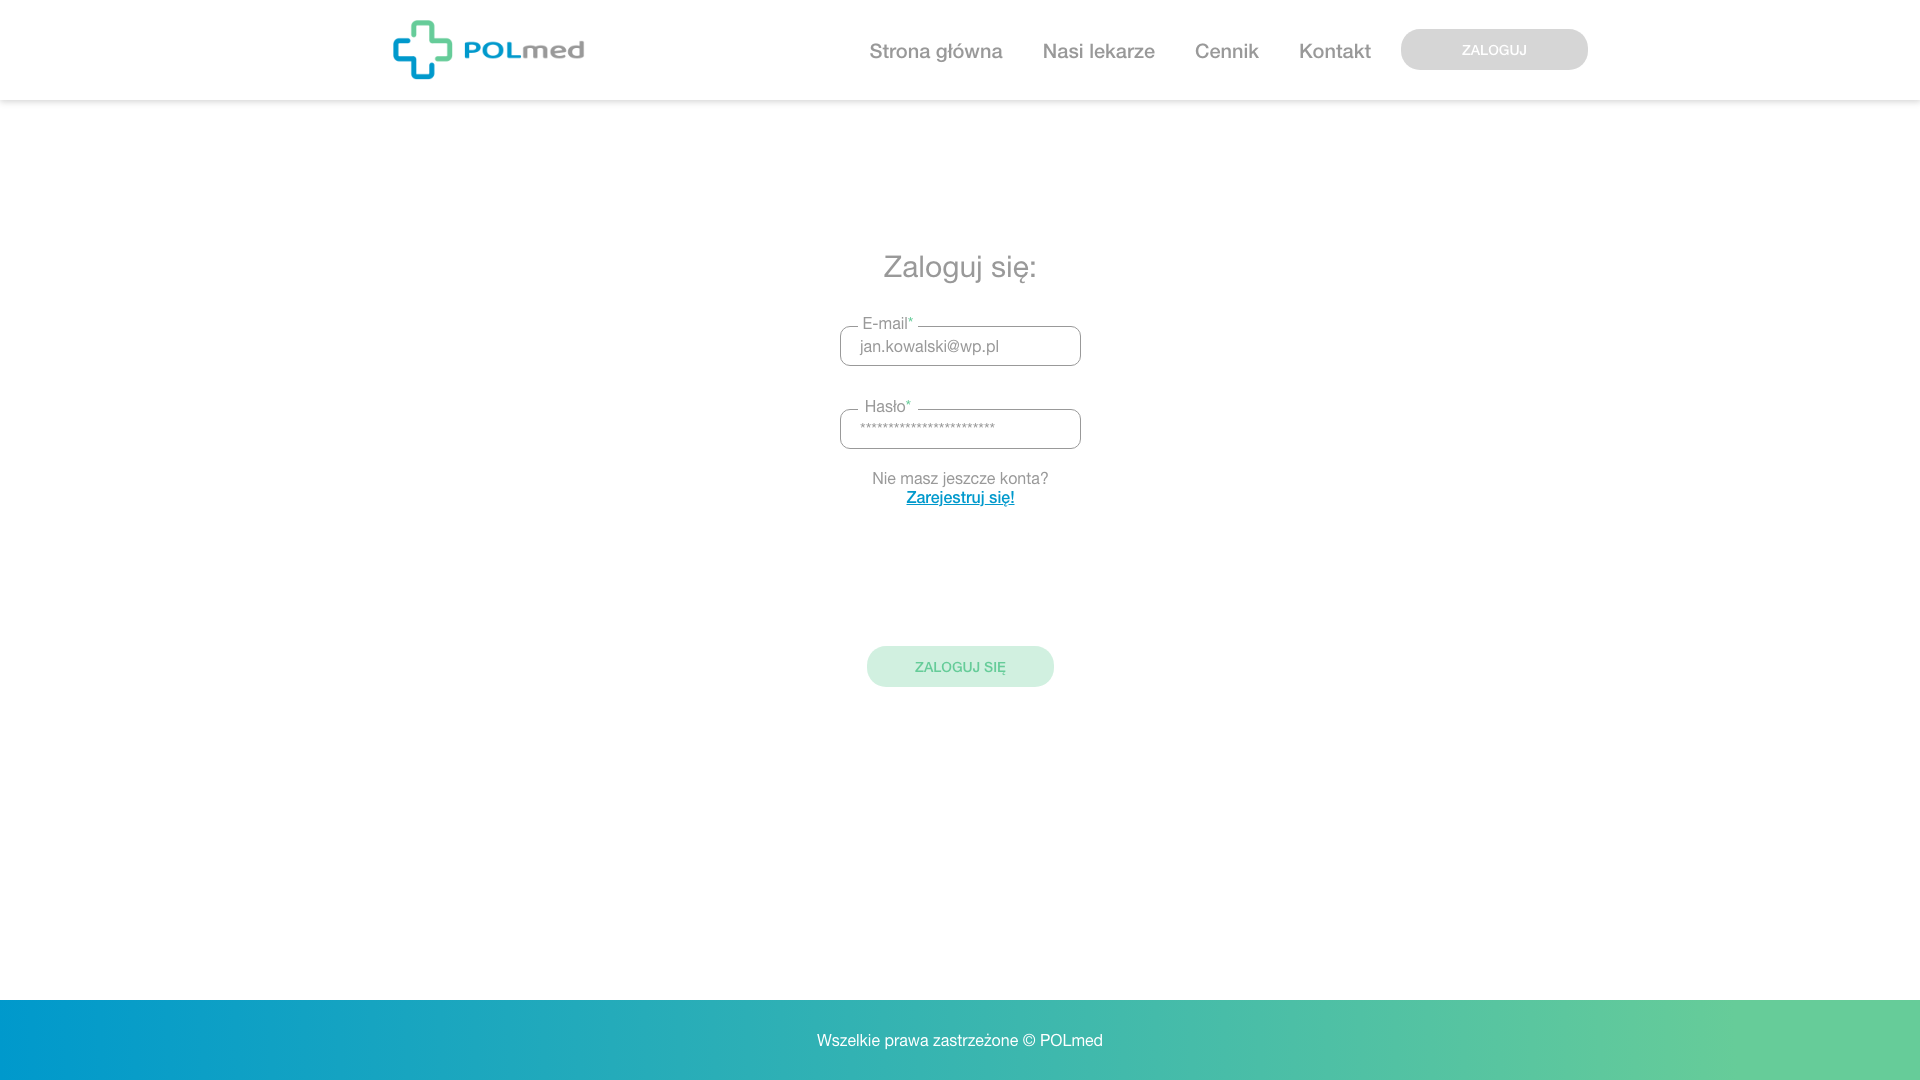 POLmed
Strona główna
Nasi lekarze
Cennik
Kontakt
ZALOGUJ
Zaloguj się:
E-mail*
jan.kowalski@wp.pl
Hasło*
************************
Nie masz jeszcze konta?
Zarejestruj się!
ZALOGUJ SIĘ
Wszelkie prawa zastrzeżone © POLmed